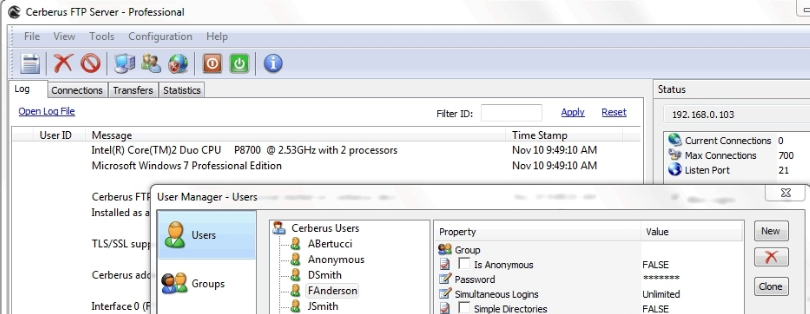 Cerberus FTP Server - Professional
File View Tools Configuration Help
Log Connections Transfers Statistics
Open Log File Filter ID: Apply Reset
User ID Message Time Stamp
Intel(R) Core(TM)2 Duo CPU P8700 @ 2.53GHz with 2 processors Nov 10 9:49:10 AM
Microsoft Windows 7 Professional Edition Nov 10 9:49:10 AM
Cerberus FTP
Installed as a
TLS/SSL supp
Cerberus add
Interface 0 (F
Status
192.168.0.103
Current Connections 0
Max Connections 700
Listen Port 21
User Manager - Users
Users
Groups
Cerberus Users
ABertucci
Anonymous
DSmith
FAnderson
JSmith
Property Value
Group
Is Anonymous FALSE
Password *******
Simultaneous Logins Unlimited
Simple Directories FALSE
New
Clone